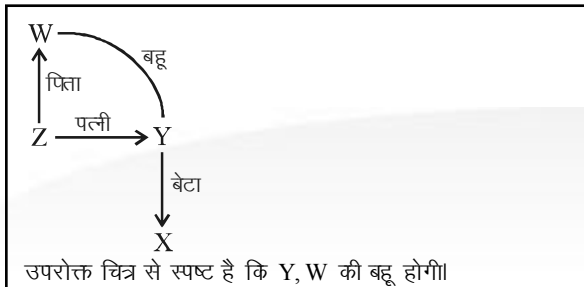 W
बहू
पिता
पत्नी
Z Y
बेटा
X
उपरोक्त चित्र से स्पष्ट है कि Y, W की बहू होगी।